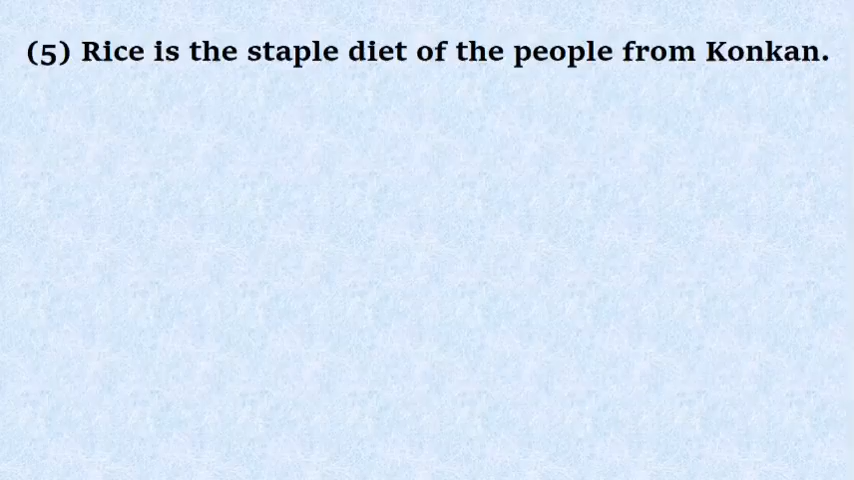 (5) Rice is the staple diet of the people from Konkan.